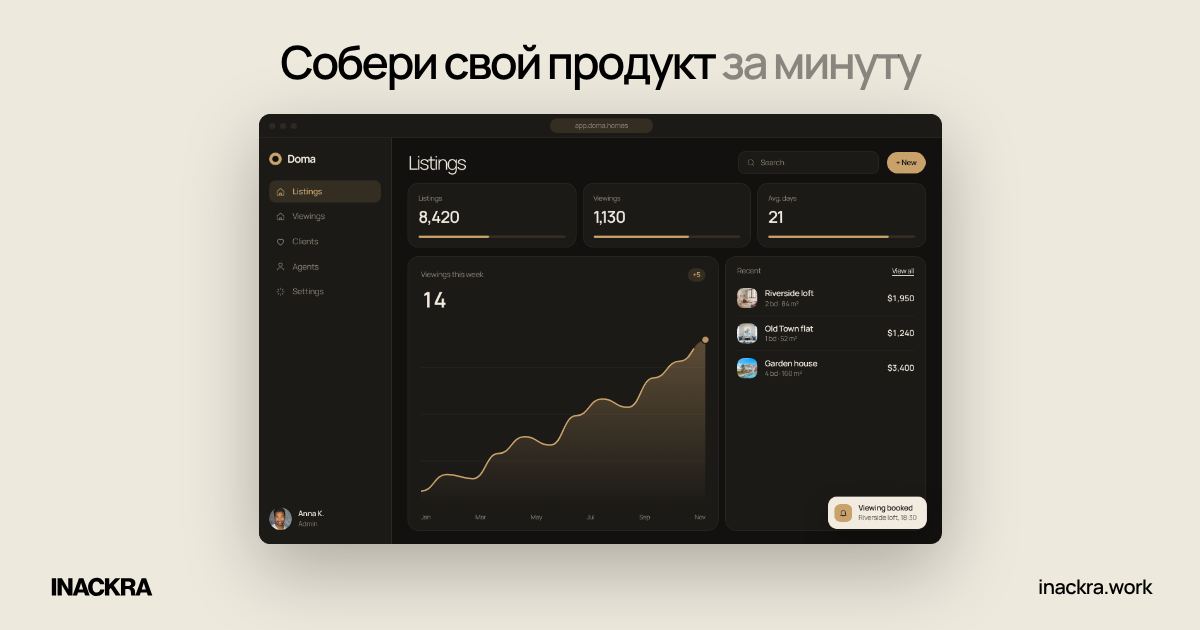 Собери свой продукт за минуту
app.doma.homes
Doma
Listings
Viewings
Clients
Agents
Settings
Anna K.
Admin
Listings
Search
+ New
Listings
8,420
Viewings
1,130
Avg. days
21
Viewings this week
+5
14
Jan Mar May Jul Sep Nov
Recent
View all
Riverside loft
2 bd · 84 m²
$1,950
Old Town flat
1 bd · 52 m²
$1,240
Garden house
4 bd · 160 m²
$3,400
Viewing booked
Riverside loft, 18:30
INACKRA
inackra.work